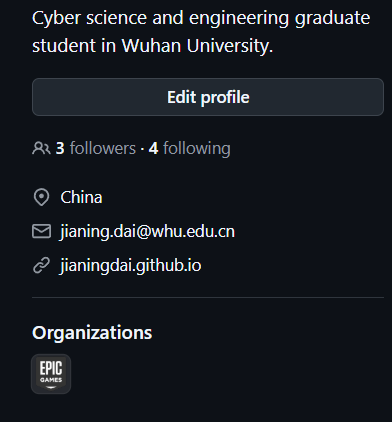 Cyber science and engineering graduate
student in Wuhan University.
Edit profile
3 followers · 4 following
China
jianing.dai@whu.edu.cn
jianingdai.github.io
Organizations
EPIC
GAMES